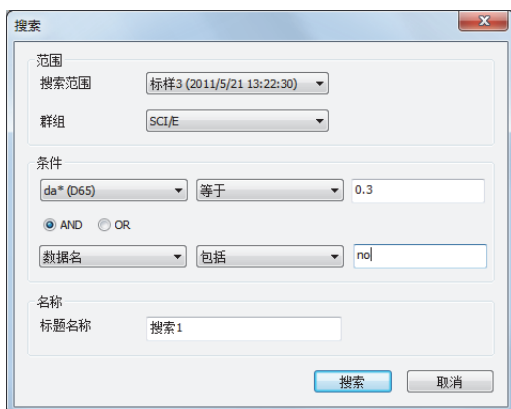 搜索
范围
搜索范围 标样3 (2011/5/21 13:22:30)
群组 SCI/E
条件
da* (D65) 等于 0.3
AND OR
数据名 包括 no
名称
标题名称 搜索1
搜索 取消